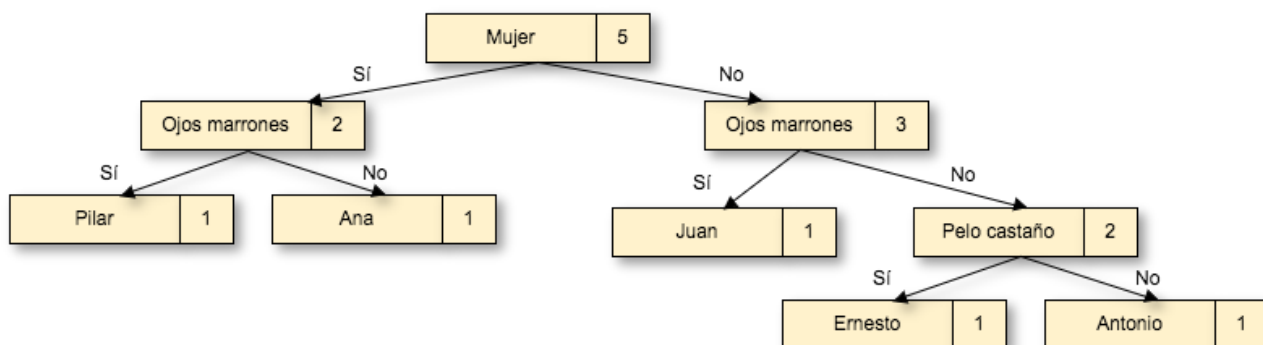 Mujer 5
Sí No
Ojos marrones 2 Ojos marrones 3
Sí No Sí No
Pilar 1 Ana 1 Juan 1 Pelo castaño 2
Sí No
Ernesto 1 Antonio 1